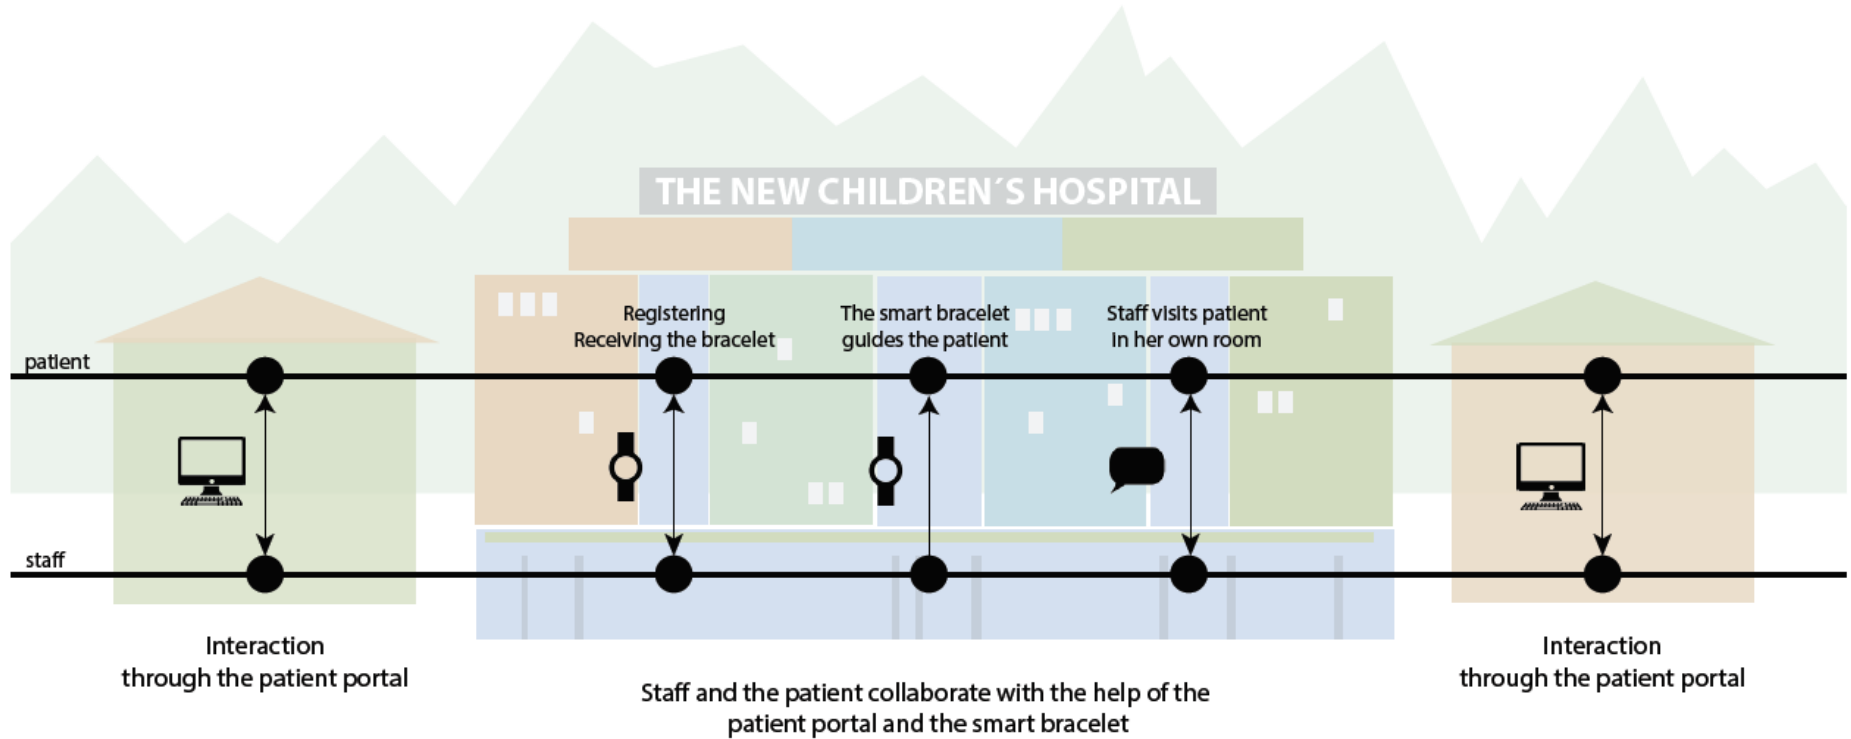 THE NEW CHILDREN´S HOSPITAL
Registering
Receiving the bracelet
The smart bracelet
guides the patient
Staff visits patient
In her own room
patient
staff
Interaction
through the patient portal
Staff and the patient collaborate with the help of the
patient portal and the smart bracelet
Interaction
through the patient portal